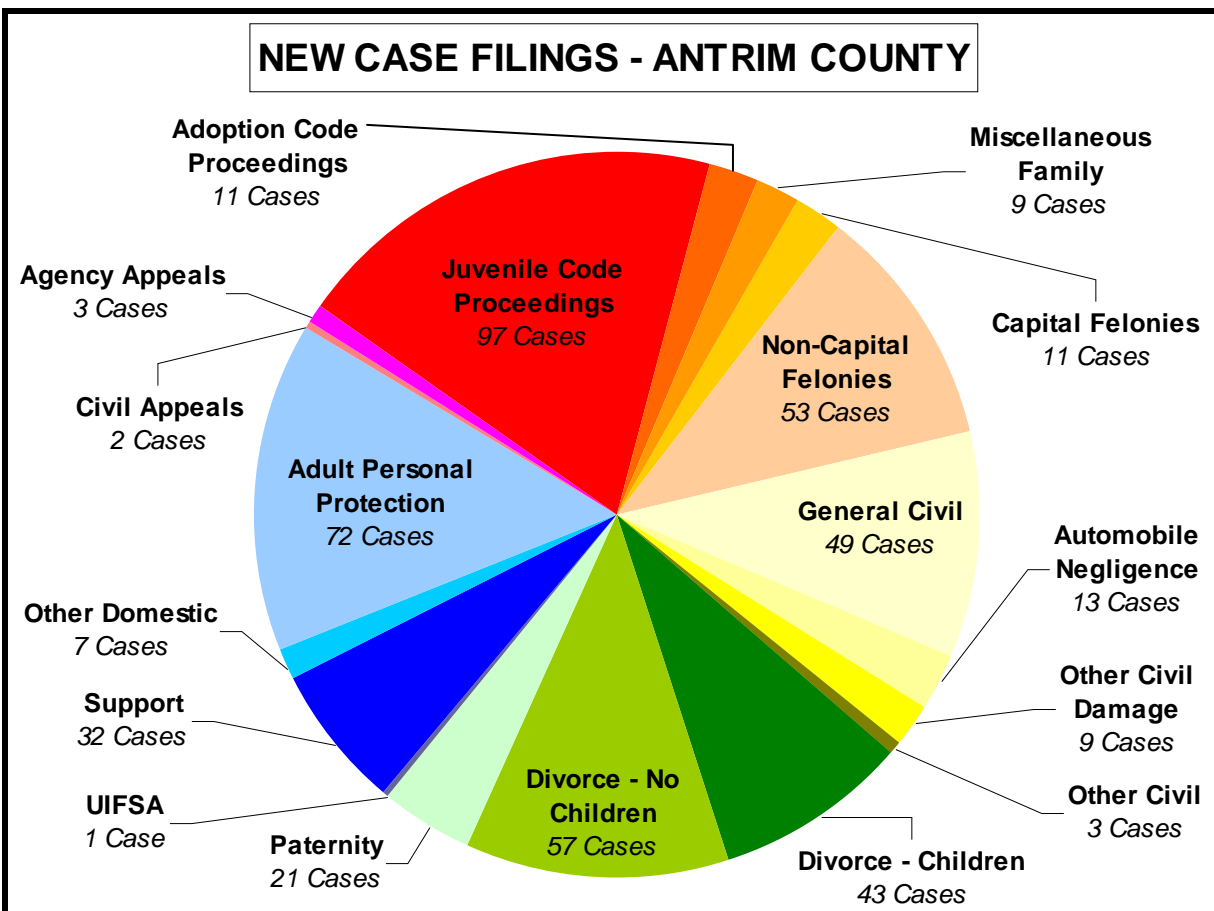 NEW CASE FILINGS - ANTRIM COUNTY
Adoption Code
Proceedings
11 Cases
Miscellaneous
Family
9 Cases
Agency Appeals
3 Cases
Juvenile Code
Proceedings
97 Cases
Capital Felonies
11 Cases
Non-Capital
Felonies
53 Cases
Civil Appeals
2 Cases
Adult Personal
Protection
72 Cases
General Civil
49 Cases
Automobile
Negligence
13 Cases
Other Domestic
7 Cases
Other Civil
Damage
9 Cases
Support
32 Cases
Divorce - No
Children
57 Cases
Other Civil
3 Cases
UIFSA
1 Case
Paternity
21 Cases
Divorce - Children
43 Cases